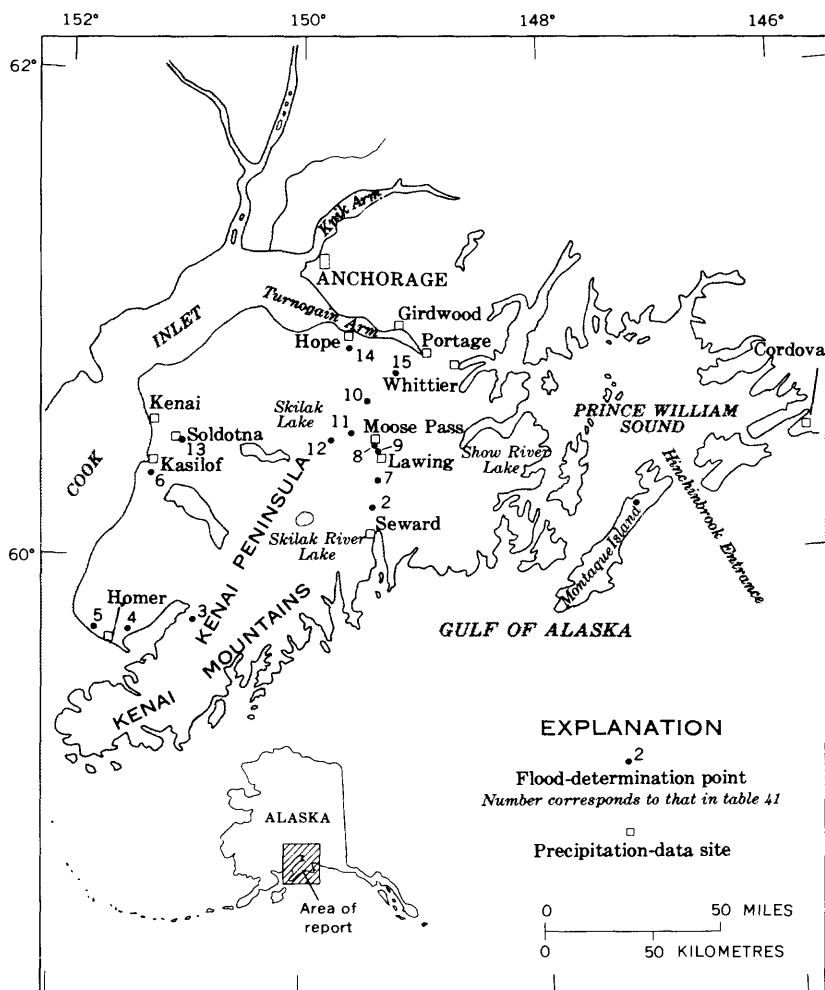 152°
150°
148°
146°
62°
Knik Arm
ANCHORAGE
Turnogain Arm
Girdwood
INLET
Hope
14
Portage
15
Whittier
Cordova
10
Kenai
Skilak
Lake
11
Moose Pass
PRINCE WILLIAM
SOUND
Soldotna
13
12
8
9
Show River
Lake
Kasilof
Lawing
COOK
6
7
2
Hinchinbrook Entrance
Seward
60°
Skilak River
Lake
Montaque Island
KENAI PENINSULA
Homer
5
4
3
GULF OF ALASKA
KENAI MOUNTAINS
EXPLANATION
2
Flood-determination point
Number corresponds to that in table 41
ALASKA
Precipitation-data site
Area of
report
0 50 MILES
0 50 KILOMETRES